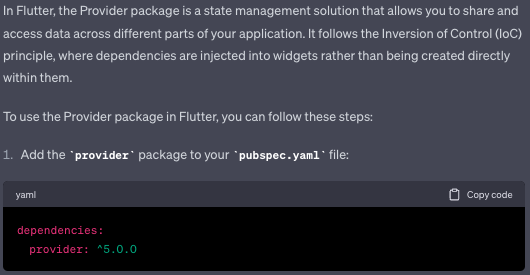 In Flutter, the Provider package is a state management solution that allows you to share and
access data across different parts of your application. It follows the Inversion of Control (IoC)
principle, where dependencies are injected into widgets rather than being created directly
within them.
To use the Provider package in Flutter, you can follow these steps:
1. Add the `provider` package to your `pubspec.yaml` file:
yaml Copy code
dependencies:
  provider: ^5.0.0